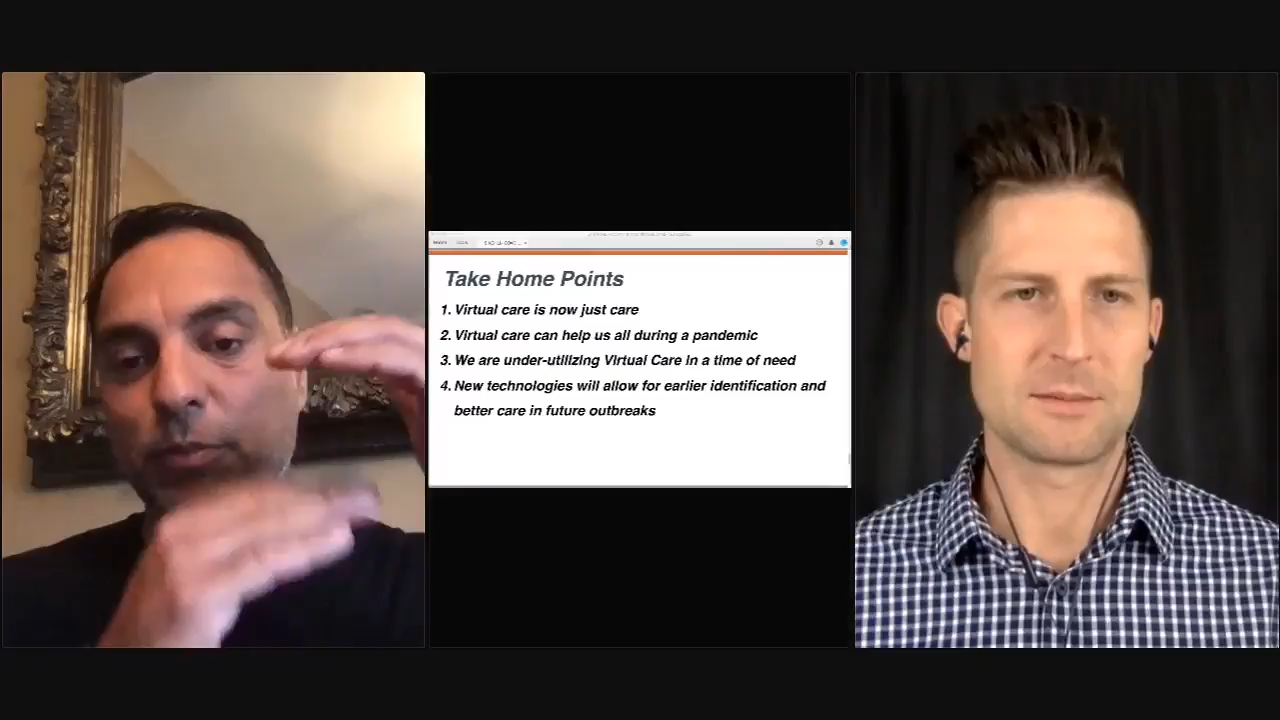 Take Home Points
1. Virtual care is now just care
2. Virtual care can help us all during a pandemic
3. We are under-utilizing Virtual Care in a time of need
4. New technologies will allow for earlier identification and
better care in future outbreaks